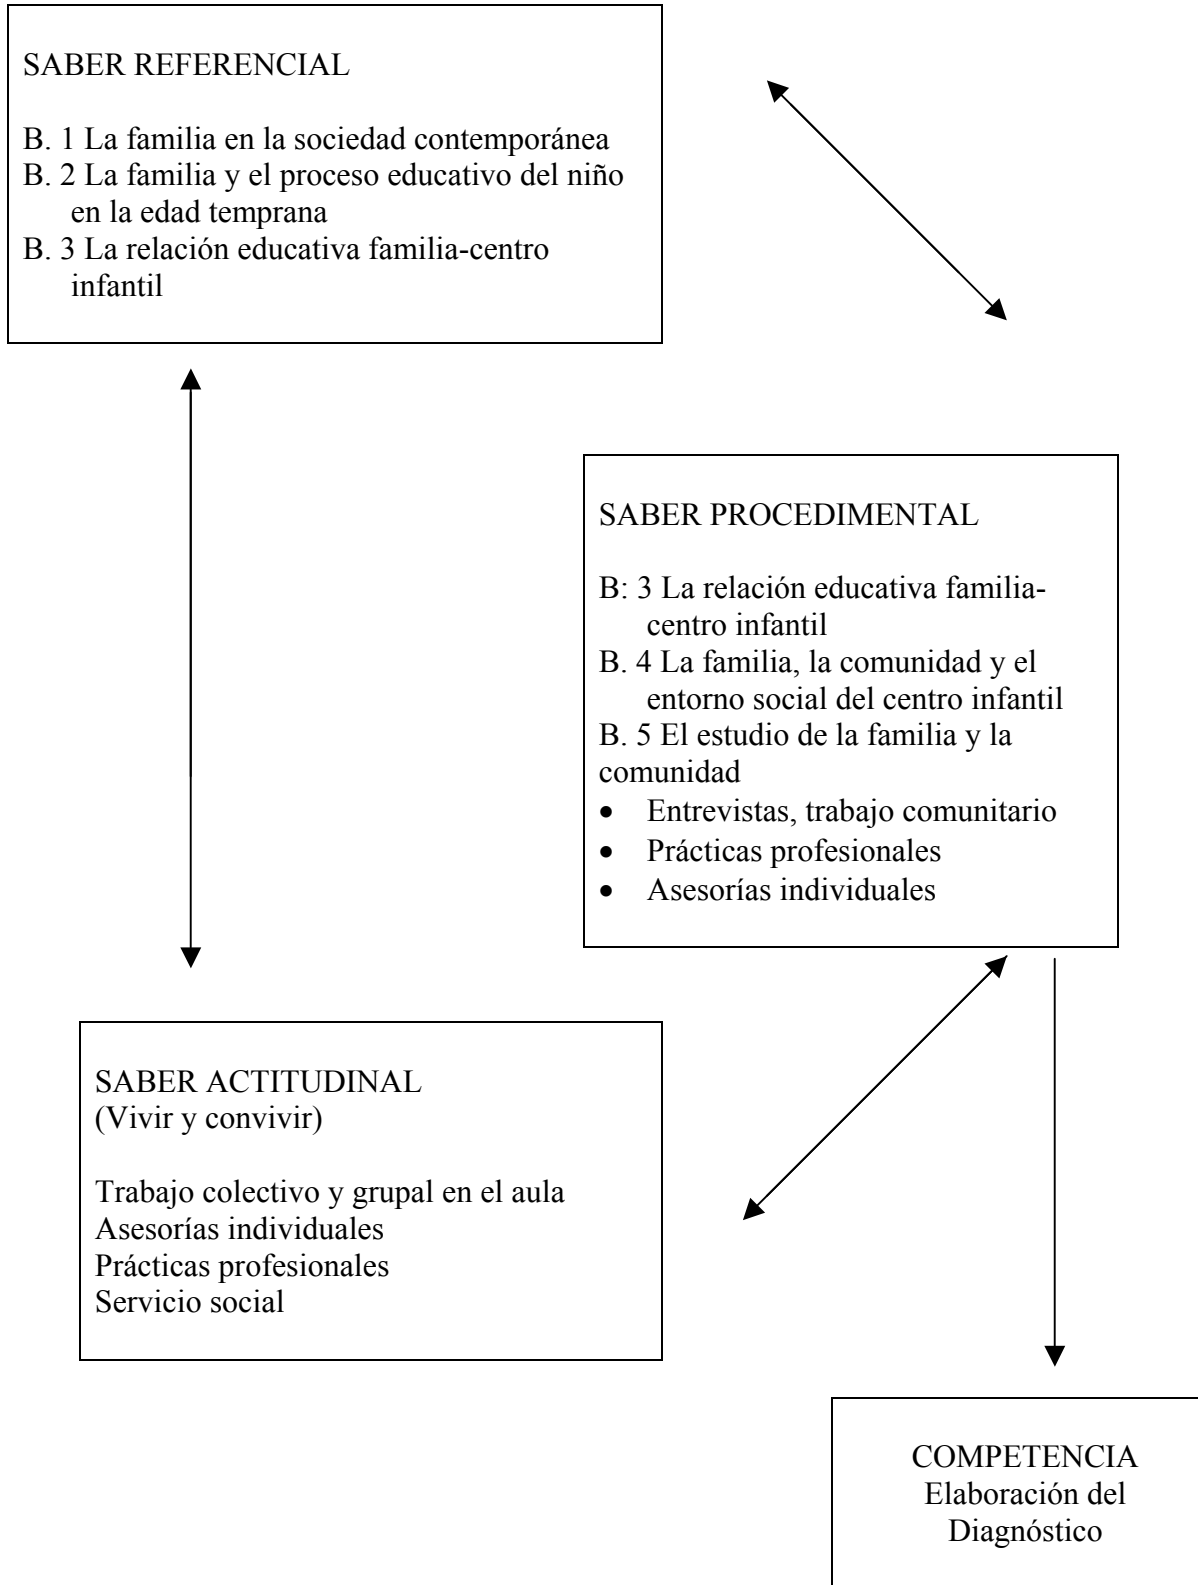 SABER REFERENCIAL
B. 1 La familia en la sociedad contemporánea
B. 2 La familia y el proceso educativo del niño
en la edad temprana
B. 3 La relación educativa familia-centro
infantil
SABER PROCEDIMENTAL
B: 3 La relación educativa familia-
centro infantil
B. 4 La familia, la comunidad y el
entorno social del centro infantil
B. 5 El estudio de la familia y la
comunidad
• Entrevistas, trabajo comunitario
• Prácticas profesionales
• Asesorías individuales
SABER ACTITUDINAL
(Vivir y convivir)
Trabajo colectivo y grupal en el aula
Asesorías individuales
Prácticas profesionales
Servicio social
COMPETENCIA
Elaboración del
Diagnóstico